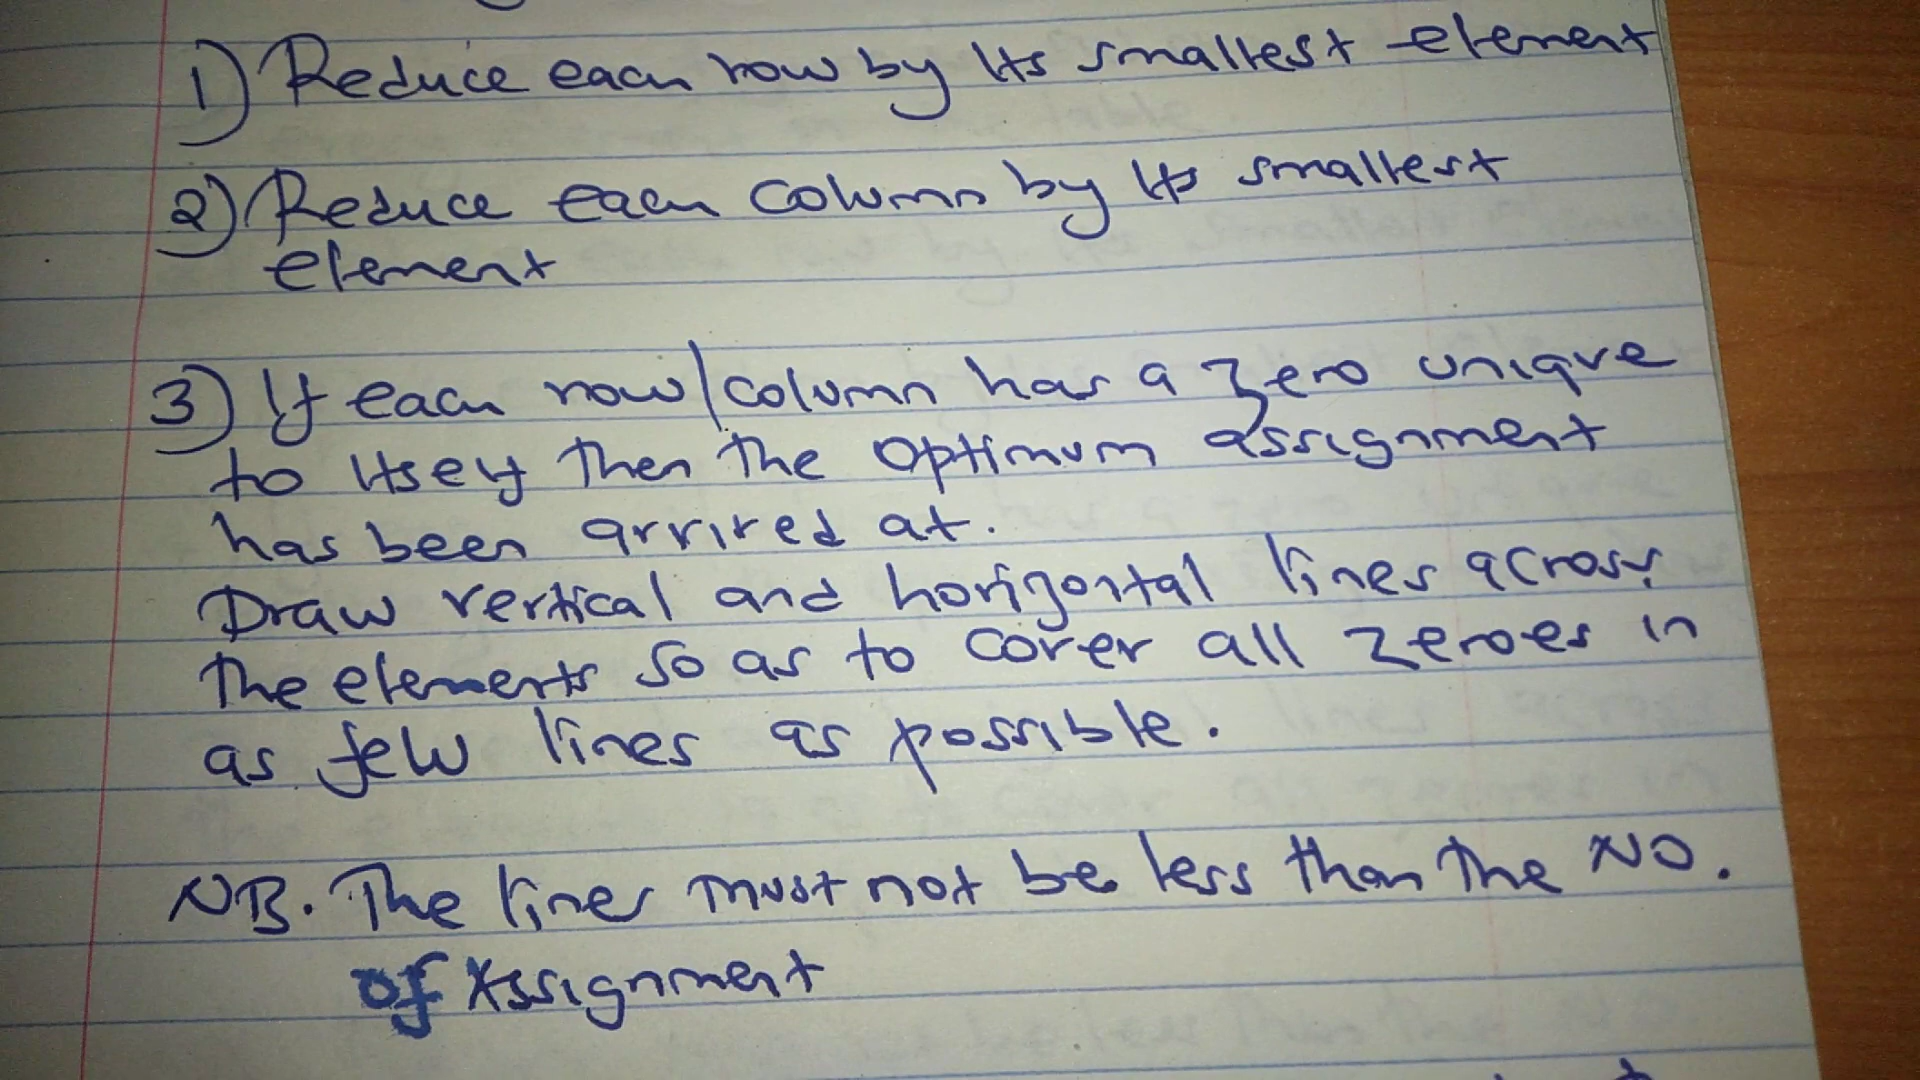 1) Reduce each row by its smallest element
2) Reduce each column by its smallest
element
3) If each row/column has a zero unique
to itself then the optimum assignment
has been arrived at.
Draw vertical and horizontal lines across
the elements so as to cover all zeroes in
as few lines as possible.
NB. The lines must not be less than the NO.
of Assignment